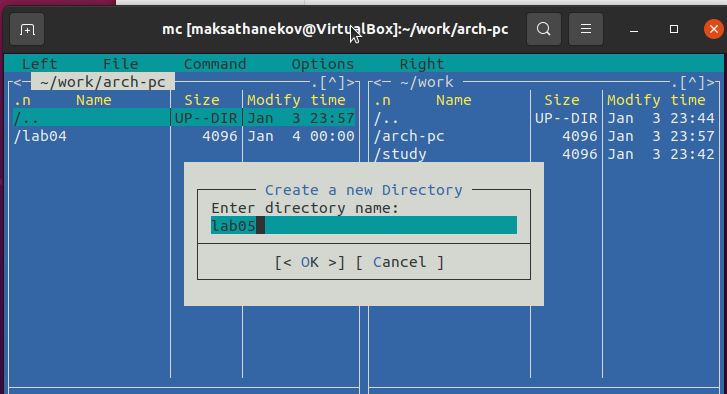 mc [maksathanekov@VirtualBox]:~/work/arch-pc
Left File Command Options Right
<─ ~/work/arch-pc .[^]>
.n Name Size Modify time
/.. UP--DIR Jan 3 23:57
/lab04 4096 Jan 4 00:00
<─ ~/work .[^]>
.n Name Size Modify time
/.. UP--DIR Jan 3 23:44
/arch-pc 4096 Jan 3 23:57
/study 4096 Jan 3 23:42
Create a new Directory
Enter directory name:
lab05
[< OK >] [ Cancel ]